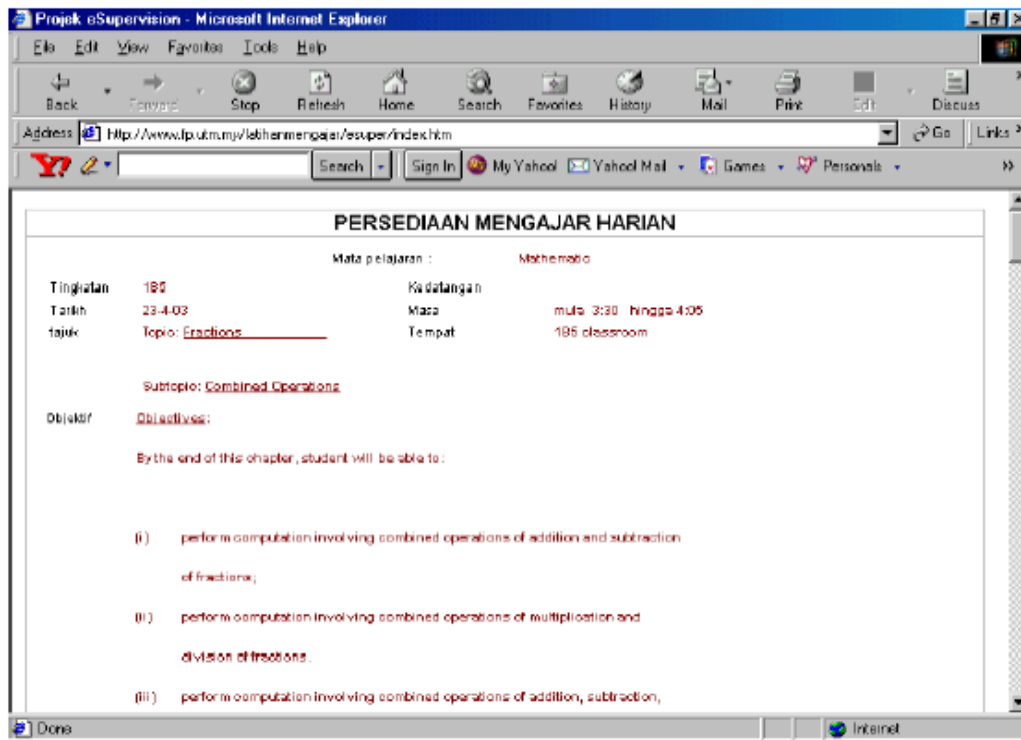 Projek eSupervision - Microsoft Internet Explorer
File Edit View Favorites Tools Help
Back Forward Stop Refresh Home Search Favorites History Mail Print Edit Discuss
Address http://www.fp.utm.my/latihanmengajar/esuper/index.htm Go Links
Y! Search Sign In My Yahoo! Yahoo! Mail Games Personals
PERSEDIAAN MENGAJAR HARIAN
Mata pelajaran : Mathematic
Tingkatan 1B5 Kedatangan
Tarikh 23-4-03 Masa mula 3:30 hingga 4:05
tajuk Topic: Fractions Tempat 1B5 classroom
Subtopic: Combined Operations
Objektif Objectives:
By the end of this chapter, student will be able to:
(i) perform computation involving combined operations of addition and subtraction
of fractions;
(ii) perform computation involving combined operations of multiplication and
division of fractions.
(iii) perform computation involving combined operations of addition, subtraction,
Done Internet